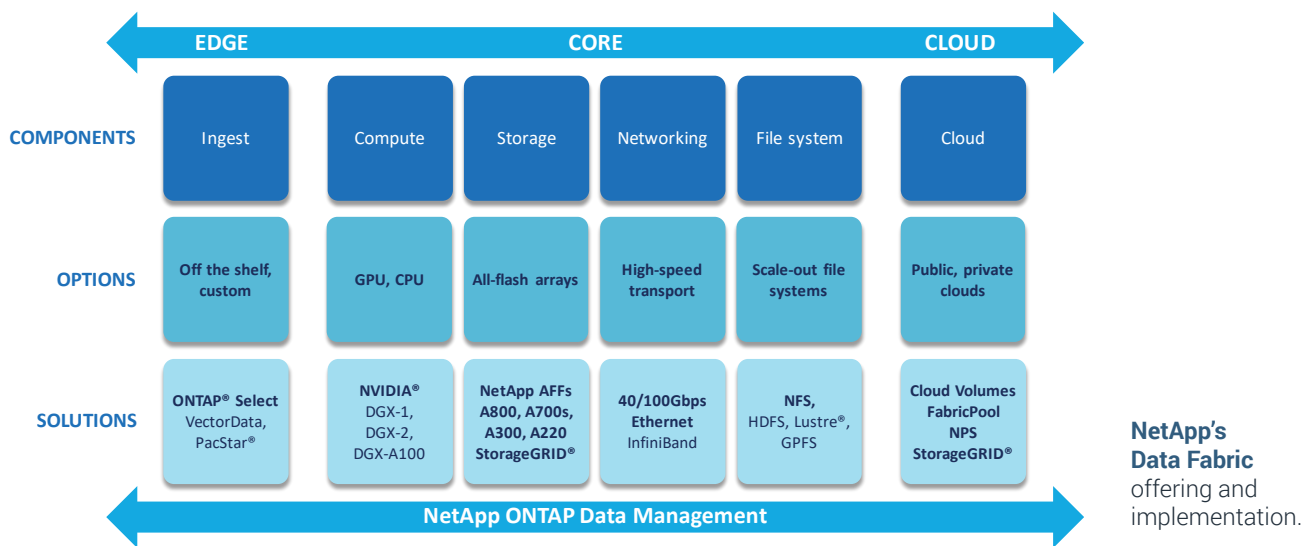 EDGE
CORE
CLOUD
COMPONENTS
Ingest
Compute
Storage
Networking
File system
Cloud
OPTIONS
Off the shelf,
custom
GPU, CPU
All-flash arrays
High-speed
transport
Scale-out file
systems
Public, private
clouds
SOLUTIONS
ONTAP® Select
VectorData,
PacStar®
NVIDIA®
DGX-1,
DGX-2,
DGX-A100
NetApp AFFs
A800, A700s,
A300, A220
StorageGRID®
40/100Gbps
Ethernet
InfiniBand
NFS,
HDFS, Lustre®,
GPFS
Cloud Volumes
FabricPool
NPS
StorageGRID®
NetApp ONTAP Data Management
NetApp's
Data Fabric
offering and
implementation.